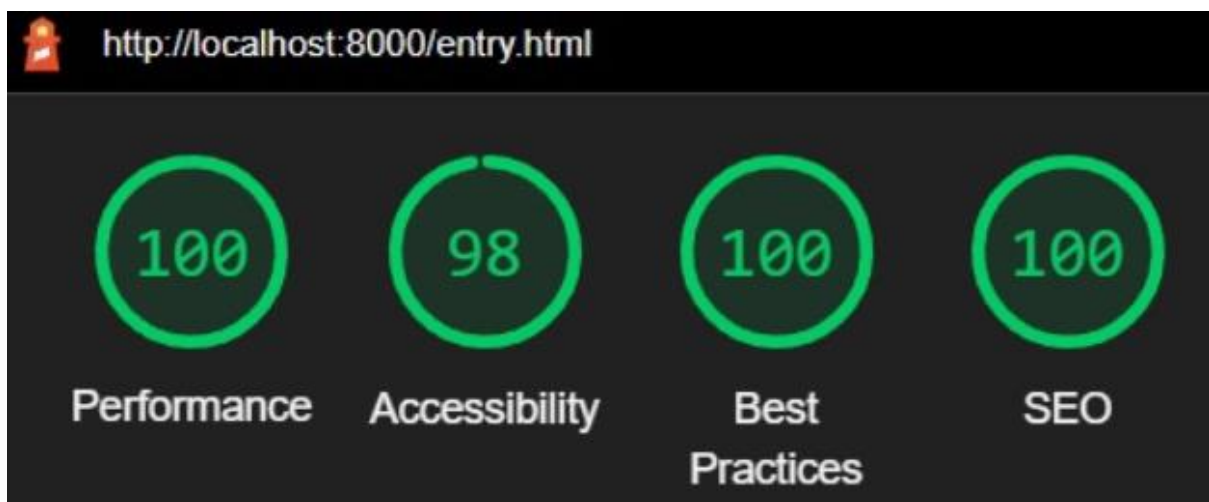 http://localhost:8000/entry.html
100
98
100
100
Performance
Accessibility
Best
Practices
SEO